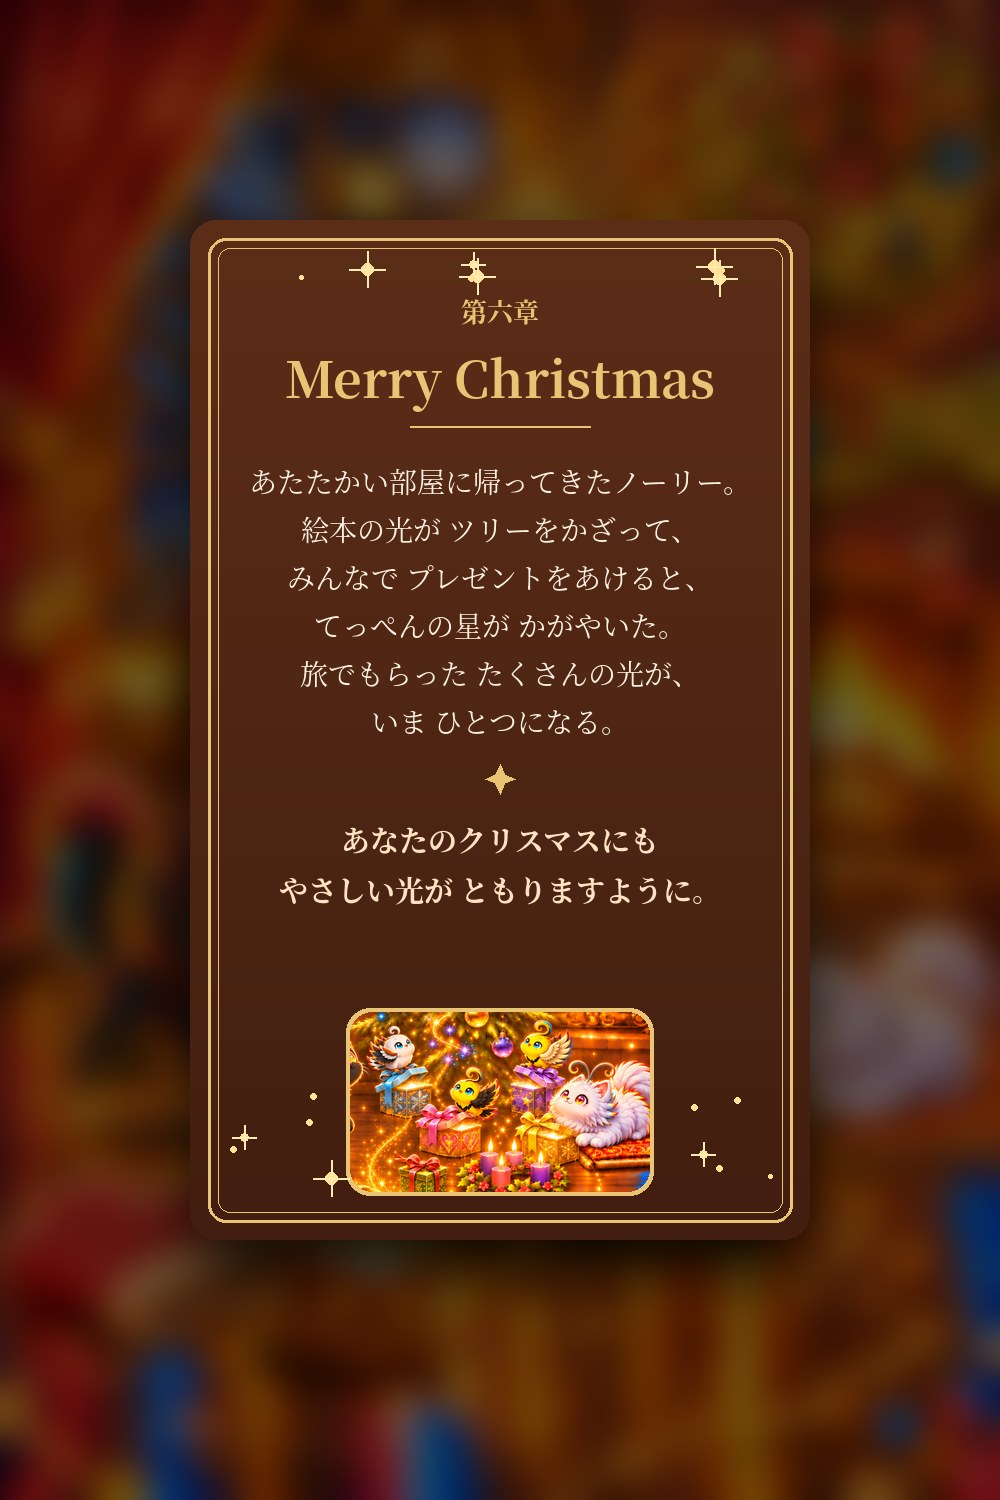 第六章
Merry Christmas
あたたかい部屋に帰ってきたノーリー。
絵本の光が ツリーをかざって、
みんなで プレゼントをあけると、
てっぺんの星が かがやいた。
旅でもらった たくさんの光が、
いま ひとつになる。
あなたのクリスマスにも
やさしい光が ともりますように。